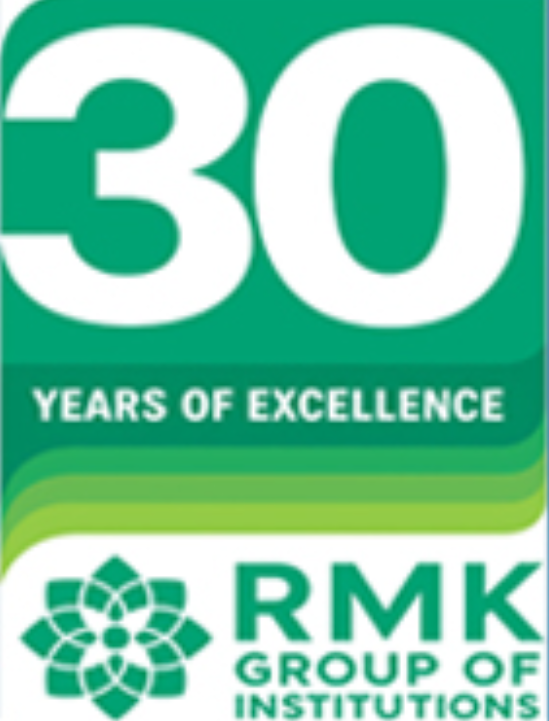 30
YEARS OF EXCELLENCE
RMK
GROUP OF
INSTITUTIONS